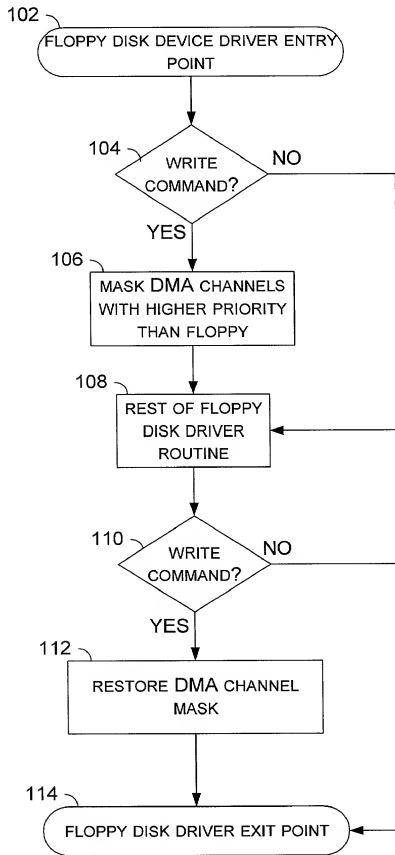 102
FLOPPY DISK DEVICE DRIVER ENTRY
POINT
104
WRITE
COMMAND?
NO
YES
106
MASK DMA CHANNELS
WITH HIGHER PRIORITY
THAN FLOPPY
108
REST OF FLOPPY
DISK DRIVER
ROUTINE
110
WRITE
COMMAND?
NO
YES
112
RESTORE DMA CHANNEL
MASK
114
FLOPPY DISK DRIVER EXIT POINT